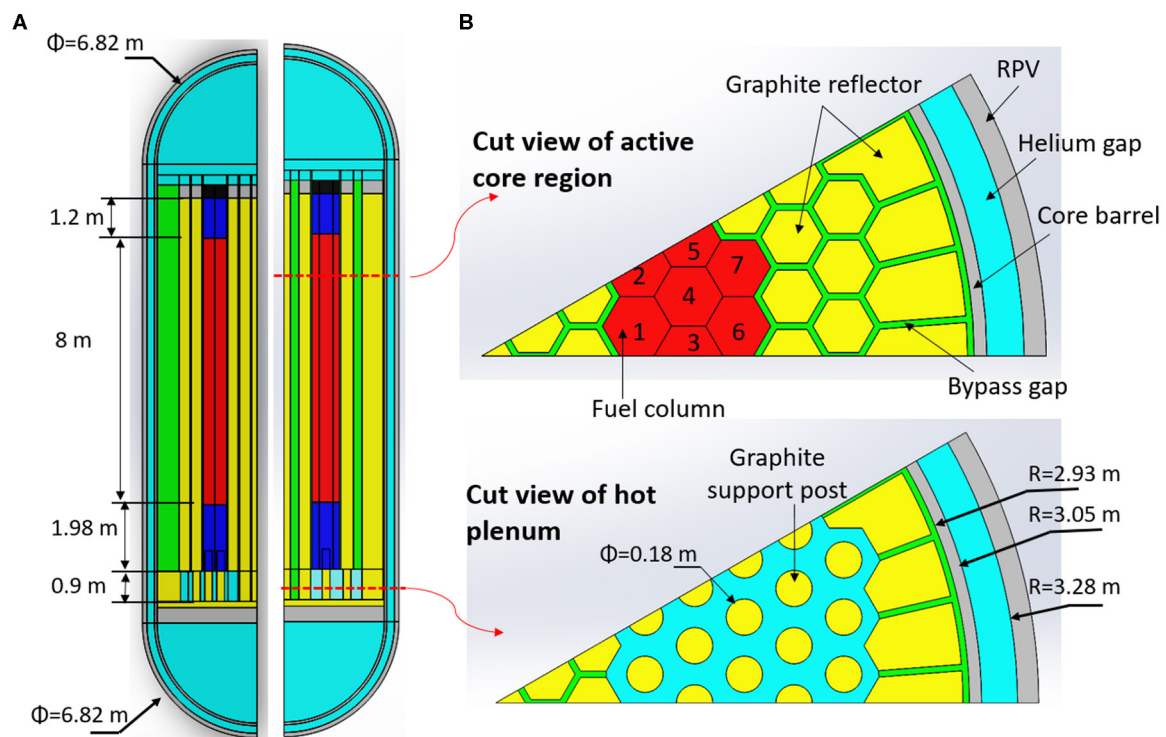 A
Φ=6.82 m
1.2 m
8 m
1.98 m
0.9 m
Φ=6.82 m
B
Cut view of active
core region
Graphite reflector
RPV
Helium gap
Core barrel
Bypass gap
Fuel column
1
2
3
4
5
6
7
Cut view of hot
plenum
Graphite
support post
Φ=0.18 m
R=2.93 m
R=3.05 m
R=3.28 m